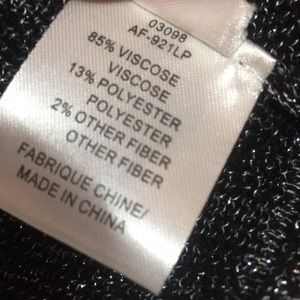 03098
AF-921LP
85% VISCOSE
VISCOSE
13% POLYESTER
POLYESTER
2% OTHER FIBER
OTHER FIBER
FABRIQUE CHINE/
MADE IN CHINA